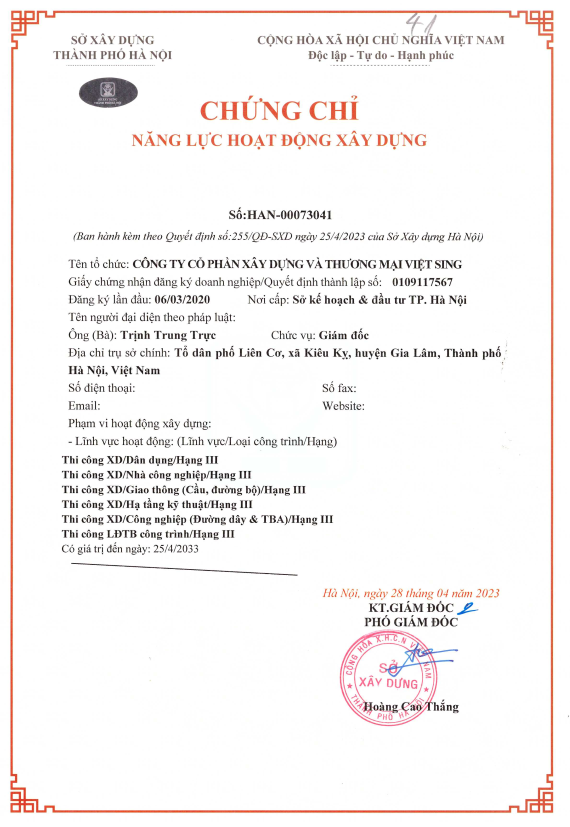 41
SỞ XÂY DỰNG
THÀNH PHỐ HÀ NỘI
CỘNG HÒA XÃ HỘI CHỦ NGHĨA VIỆT NAM
Độc lập - Tự do - Hạnh phúc
CHỨNG CHỈ
NĂNG LỰC HOẠT ĐỘNG XÂY DỰNG
Số:HAN-00073041
(Ban hành kèm theo Quyết định số:255/QĐ-SXD ngày 25/4/2023 của Sở Xây dựng Hà Nội)
Tên tổ chức: CÔNG TY CỔ PHẦN XÂY DỰNG VÀ THƯƠNG MẠI VIỆT SING
Giấy chứng nhận đăng ký doanh nghiệp/Quyết định thành lập số: 0109117567
Đăng ký lần đầu: 06/03/2020 Nơi cấp: Sở kế hoạch & đầu tư TP. Hà Nội
Tên người đại diện theo pháp luật:
Ông (Bà): Trịnh Trung Trực Chức vụ: Giám đốc
Địa chỉ trụ sở chính: Tổ dân phố Liên Cơ, xã Kiêu Kỵ, huyện Gia Lâm, Thành phố
Hà Nội, Việt Nam
Số điện thoại: Số fax:
Email: Website:
Phạm vi hoạt động xây dựng:
- Lĩnh vực hoạt động: (Lĩnh vực/Loại công trình/Hạng)
Thi công XD/Dân dụng/Hạng III
Thi công XD/Nhà công nghiệp/Hạng III
Thi công XD/Giao thông (Cầu, đường bộ)/Hạng III
Thi công XD/Hạ tầng kỹ thuật/Hạng III
Thi công XD/Công nghiệp (Đường dây & TBA)/Hạng III
Thi công LĐTB công trình/Hạng III
Có giá trị đến ngày: 25/4/2033
Hà Nội, ngày 28 tháng 04 năm 2023
KT.GIÁM ĐỐC
PHÓ GIÁM ĐỐC
CỘNG HÒA X.H.C.N VIỆT NAM
SỞ
XÂY DỰNG
THÀNH PHỐ HÀ NỘI
Hoàng Cao Thắng